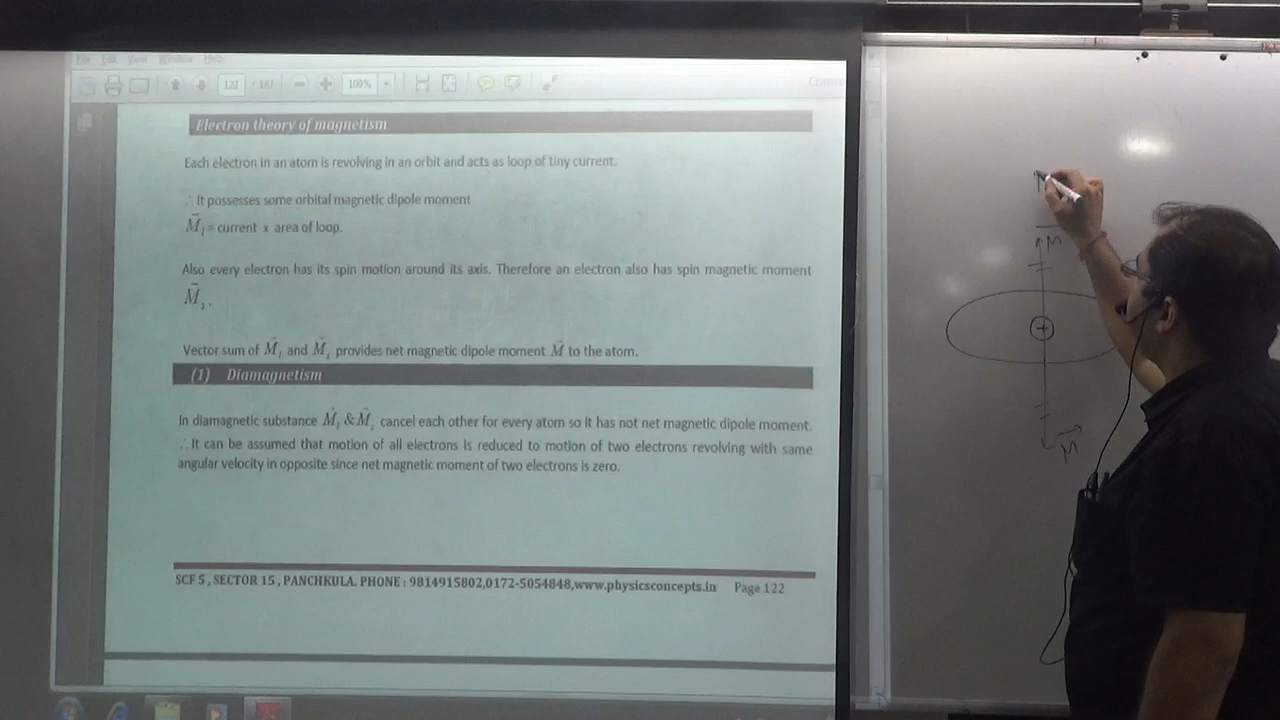 File Edit View Window Help
122 / 187 100%
Electron theory of magnetism
Each electron in an atom is revolving in an orbit and acts as loop of tiny current.
∴ It possesses some orbital magnetic dipole moment
M⃗l = current x area of loop.
Also every electron has its spin motion around its axis. Therefore an electron also has spin magnetic moment
M⃗s .
Vector sum of M⃗l and M⃗s provides net magnetic dipole moment M⃗ to the atom.
(1) Diamagnetism
In diamagnetic substance M⃗l & M⃗s cancel each other for every atom so it has not net magnetic dipole moment.
∴ It can be assumed that motion of all electrons is reduced to motion of two electrons revolving with same
angular velocity in opposite since net magnetic moment of two electrons is zero.
SCF 5 , SECTOR 15 , PANCHKULA. PHONE : 9814915802,0172-5054848,www.physicsconcepts.in Page 122
M
+
M⃗